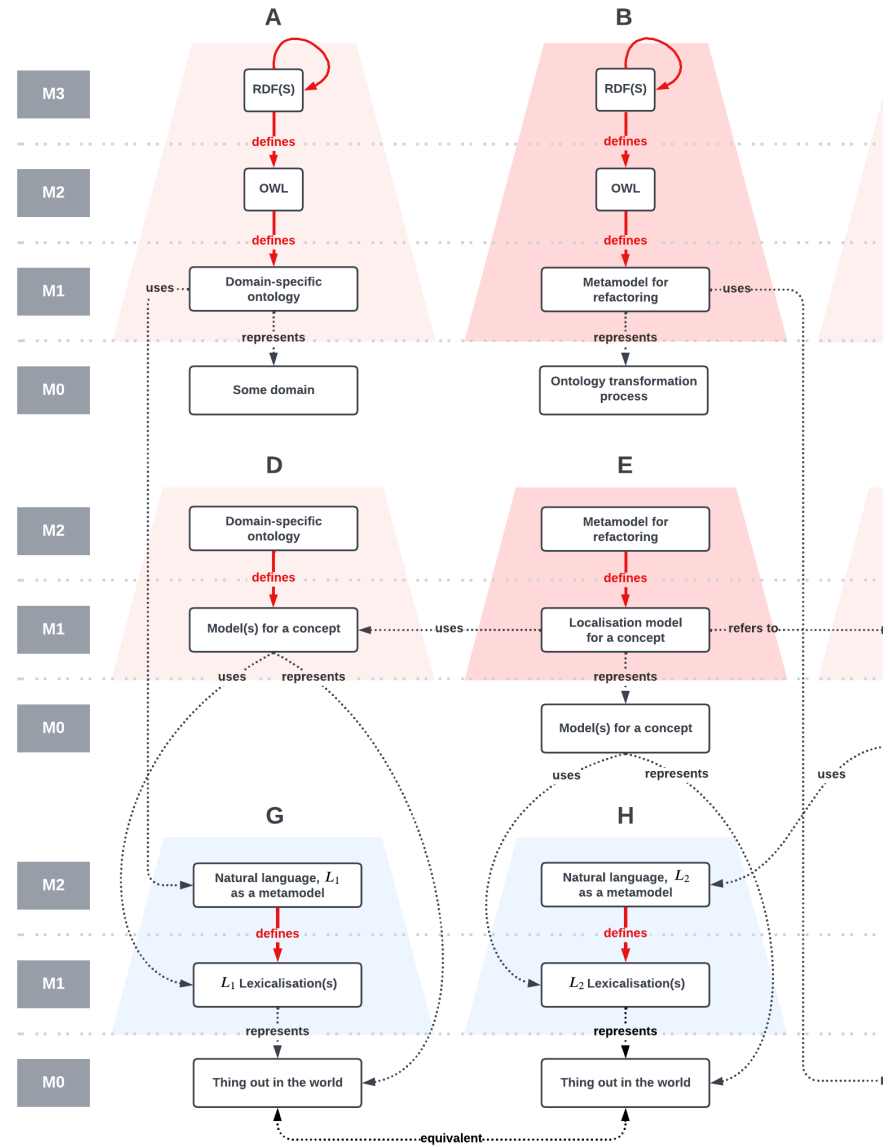 A
B
M3
RDF(S)
RDF(S)
defines
defines
M2
OWL
OWL
defines
defines
M1
uses
Domain-specific
ontology
Metamodel for
refactoring
uses
represents
represents
M0
Some domain
Ontology transformation
process
D
E
M2
Domain-specific
ontology
Metamodel for
refactoring
defines
defines
M1
Model(s) for a concept
uses
Localisation model
for a concept
refers to
uses
represents
represents
M0
Model(s) for a concept
uses
represents
uses
G
H
M2
Natural language, L₁
as a metamodel
Natural language, L₂
as a metamodel
defines
defines
M1
L₁ Lexicalisation(s)
L₂ Lexicalisation(s)
represents
represents
M0
Thing out in the world
Thing out in the world
equivalent